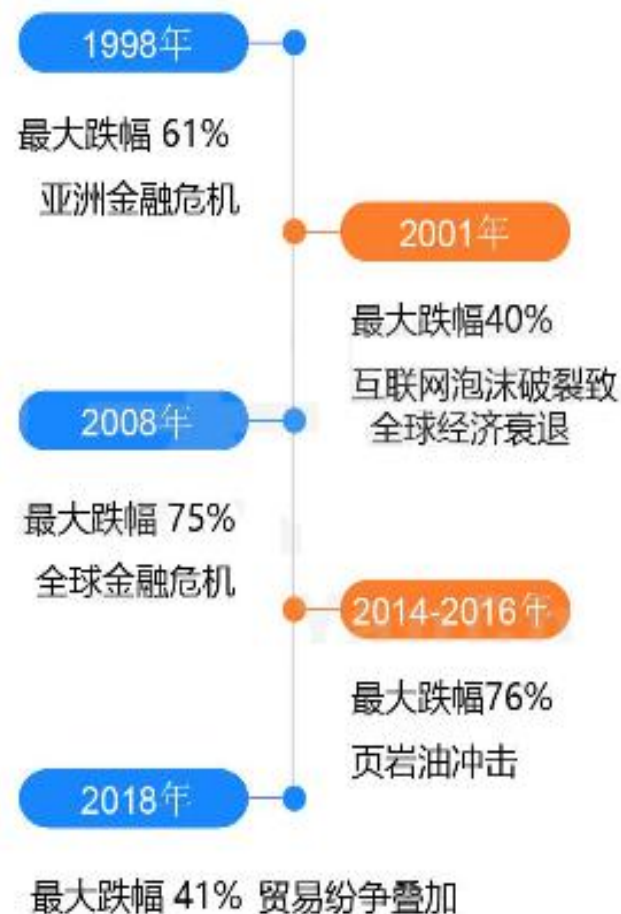 1998年
最大跌幅 61%
亚洲金融危机
2001年
最大跌幅40%
互联网泡沫破裂致
全球经济衰退
2008年
最大跌幅 75%
全球金融危机
2014-2016年
最大跌幅76%
页岩油冲击
2018年
最大跌幅 41% 贸易纷争叠加